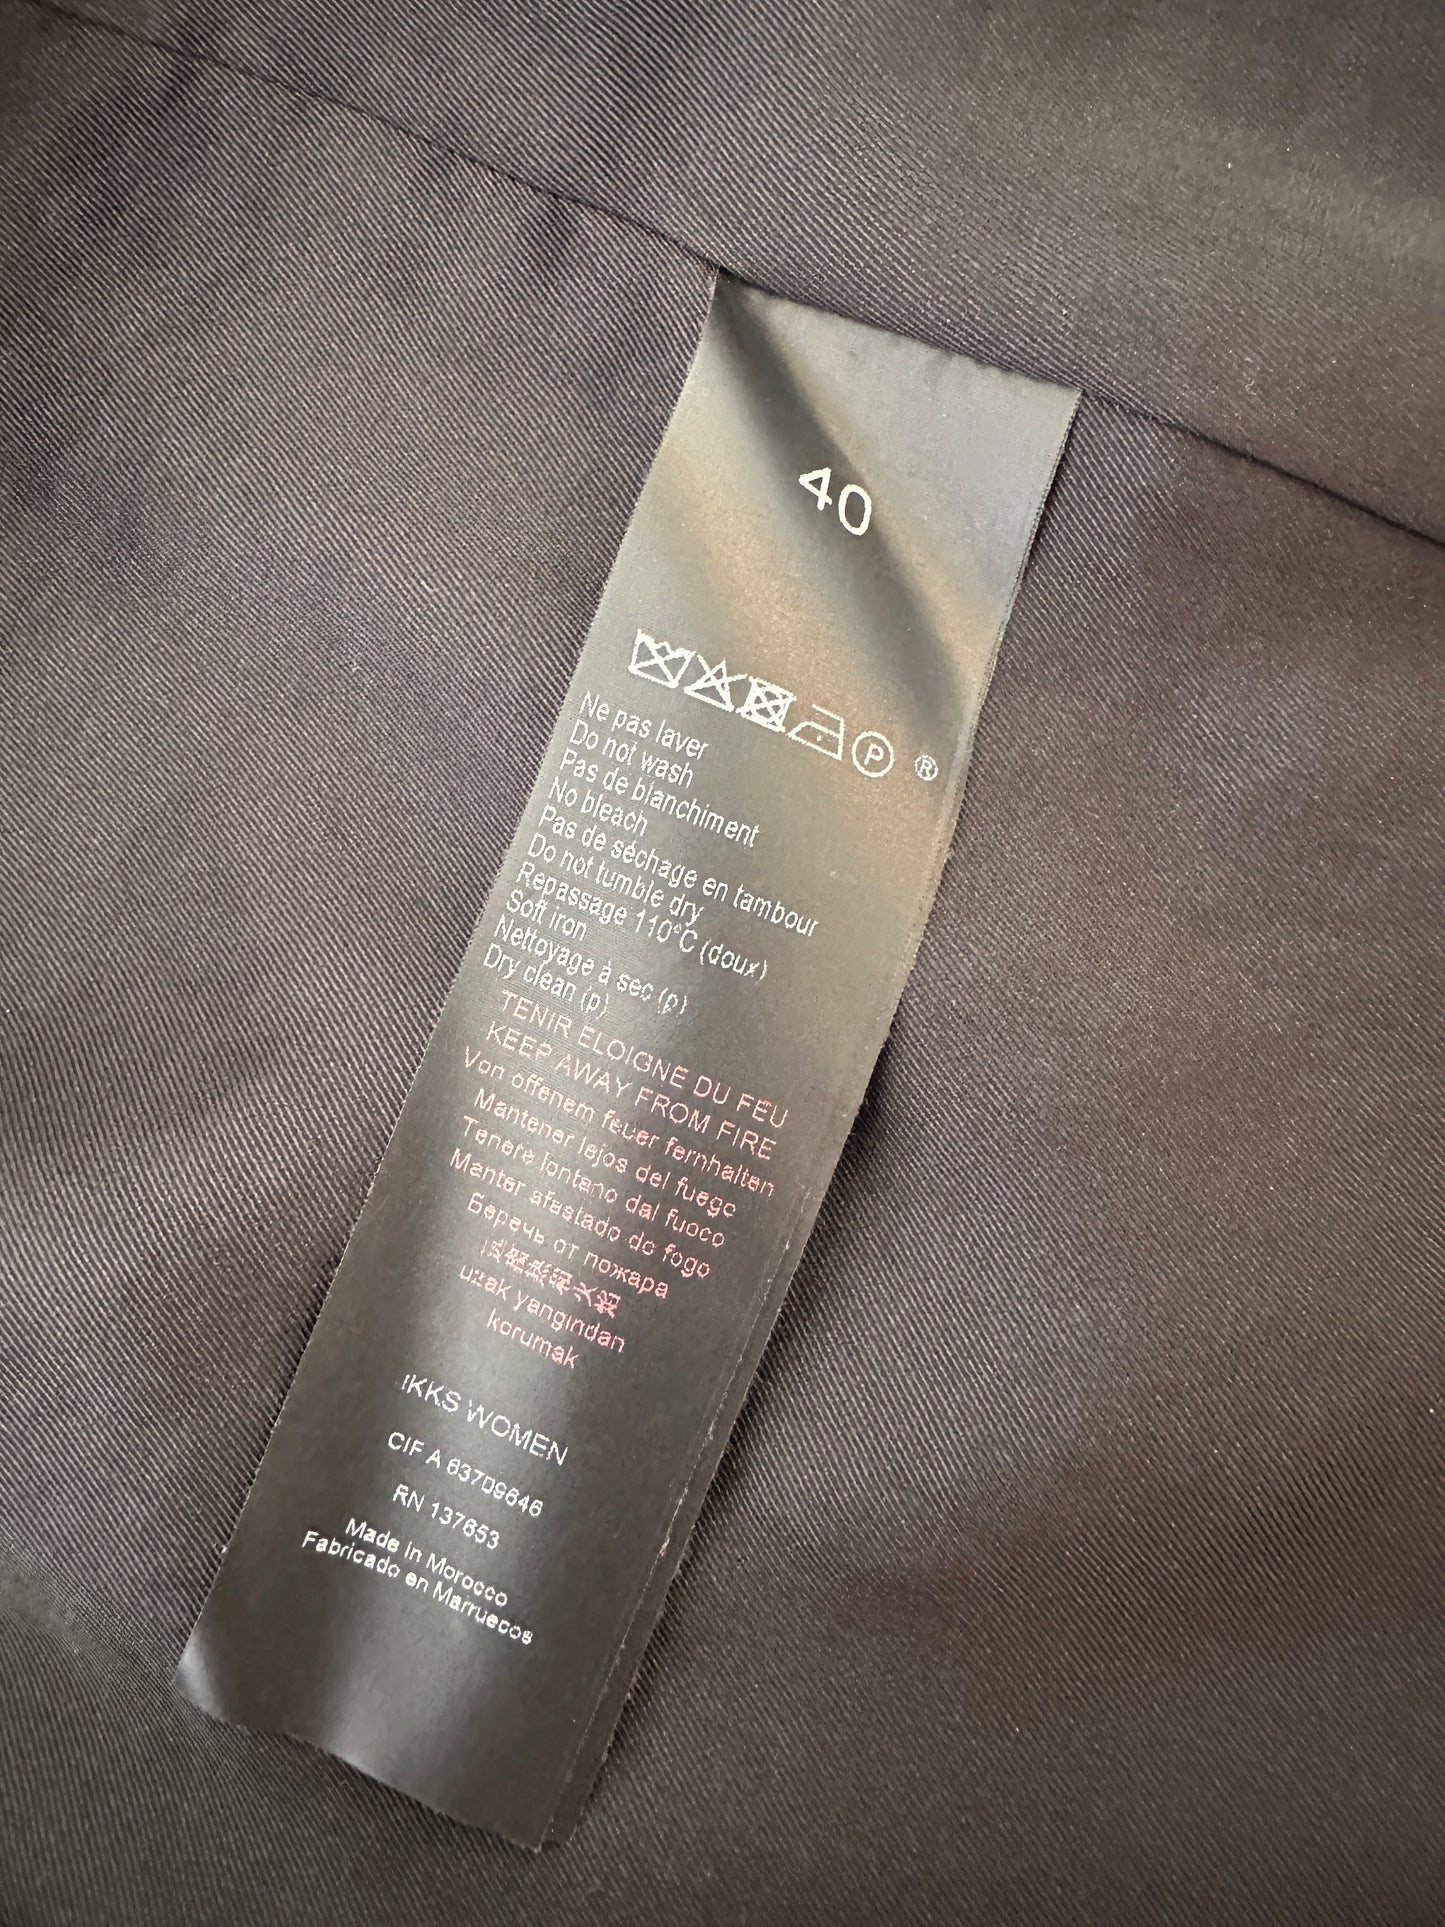 40
P ®
Ne pas laver
Do not wash
Pas de blanchiment
No bleach
Pas de séchage en tambour
Do not tumble dry
Repassage 110°C (doux)
Soft iron
Nettoyage à sec (p)
Dry clean (p)
TENIR ELOIGNE DU FEU
KEEP AWAY FROM FIRE
Von offenem feuer fernhalten
Mantener lejos del fuego
Tenere lontano dal fuoco
Manter afastado do fogo
Беречь от пожара
uzak yangından
korumak
IKKS WOMEN
CIF A 63709646
RN 137653
Made in Morocco
Fabricado en Marruecos